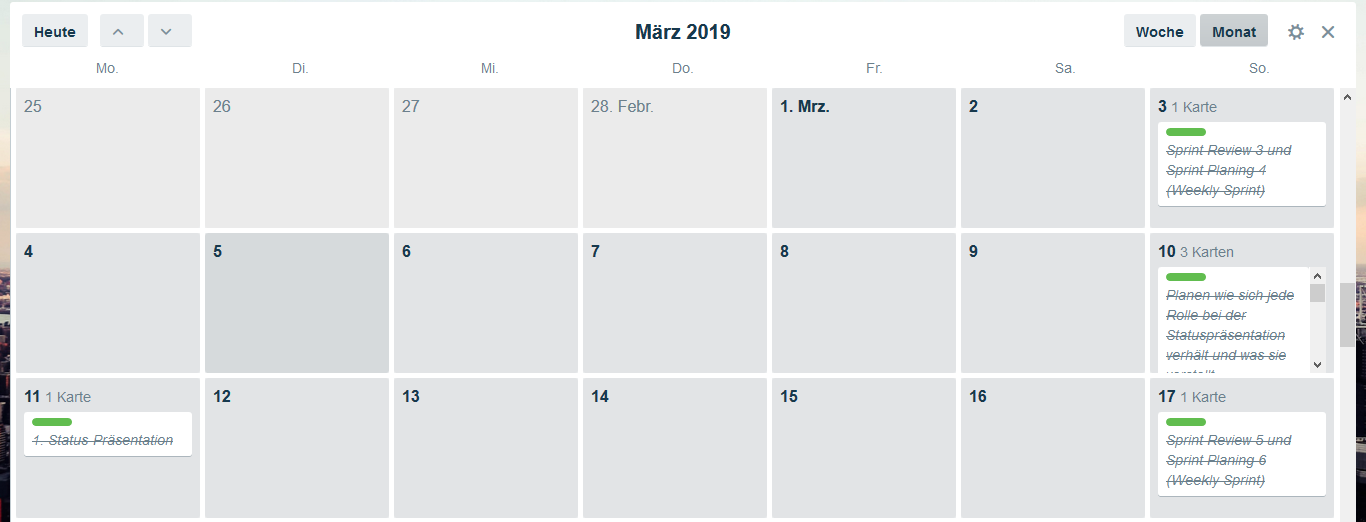 Heute
März 2019
Woche
Monat
Mo.
Di.
Mi.
Do.
Fr.
Sa.
So.
25
26
27
28. Febr.
1. Mrz.
2
3 1 Karte
Sprint Review 3 und
Sprint Planing 4
(Weekly Sprint)
4
5
6
7
8
9
10 3 Karten
Planen wie sich jede
Rolle bei der
Statuspräsentation
verhält und was sie
vorstellt
11 1 Karte
1. Status Präsentation
12
13
14
15
16
17 1 Karte
Sprint Review 5 und
Sprint Planing 6
(Weekly Sprint)